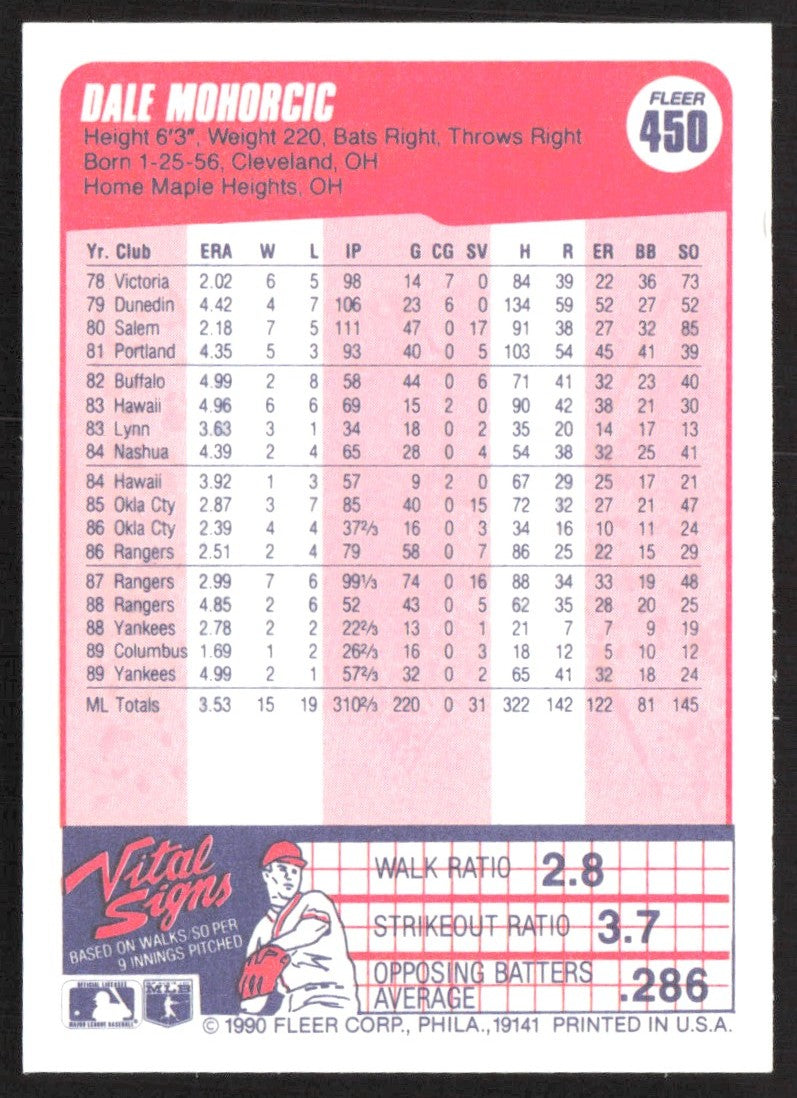 DALE MOHORCIC
FLEER
450
Height 6'3", Weight 220, Bats Right, Throws Right
Born 1-25-56, Cleveland, OH
Home Maple Heights, OH
Yr. Club ERA W L IP G CG SV H R ER BB SO
78 Victoria 2.02 6 5 98 14 7 0 84 39 22 36 73
79 Dunedin 4.42 4 7 106 23 6 0 134 59 52 27 52
80 Salem 2.18 7 5 111 47 0 17 91 38 27 32 85
81 Portland 4.35 5 3 93 40 0 5 103 54 45 41 39
82 Buffalo 4.99 2 8 58 44 0 6 71 41 32 23 40
83 Hawaii 4.96 6 6 69 15 2 0 90 42 38 21 30
83 Lynn 3.63 3 1 34 18 0 2 35 20 14 17 13
84 Nashua 4.39 2 4 65 28 0 4 54 38 32 25 41
84 Hawaii 3.92 1 3 57 9 2 0 67 29 25 17 21
85 Okla Cty 2.87 3 7 85 40 0 15 72 32 27 21 47
86 Okla Cty 2.39 4 4 372/3 16 0 3 34 16 10 11 24
86 Rangers 2.51 2 4 79 58 0 7 86 25 22 15 29
87 Rangers 2.99 7 6 991/3 74 0 16 88 34 33 19 48
88 Rangers 4.85 2 6 52 43 0 5 62 35 28 20 25
88 Yankees 2.78 2 2 222/3 13 0 1 21 7 7 9 19
89 Columbus 1.69 1 2 262/3 16 0 3 18 12 5 10 12
89 Yankees 4.99 2 1 572/3 32 0 2 65 41 32 18 24
ML Totals 3.53 15 19 3102/3 220 0 31 322 142 122 81 145
Vital Signs
BASED ON WALKS, SO PER
9 INNINGS PITCHED
WALK RATIO 2.8
STRIKEOUT RATIO 3.7
OPPOSING BATTERS
AVERAGE .286
OFFICIAL LICENSEE
MAJOR LEAGUE BASEBALL
MLB
© 1990 FLEER CORP., PHILA., 19141 PRINTED IN U.S.A.